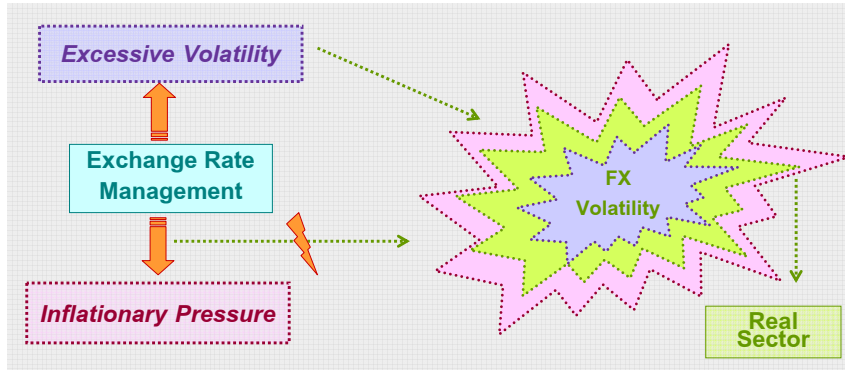 Excessive Volatility
Exchange Rate
Management
Inflationary Pressure
FX
Volatility
Real
Sector